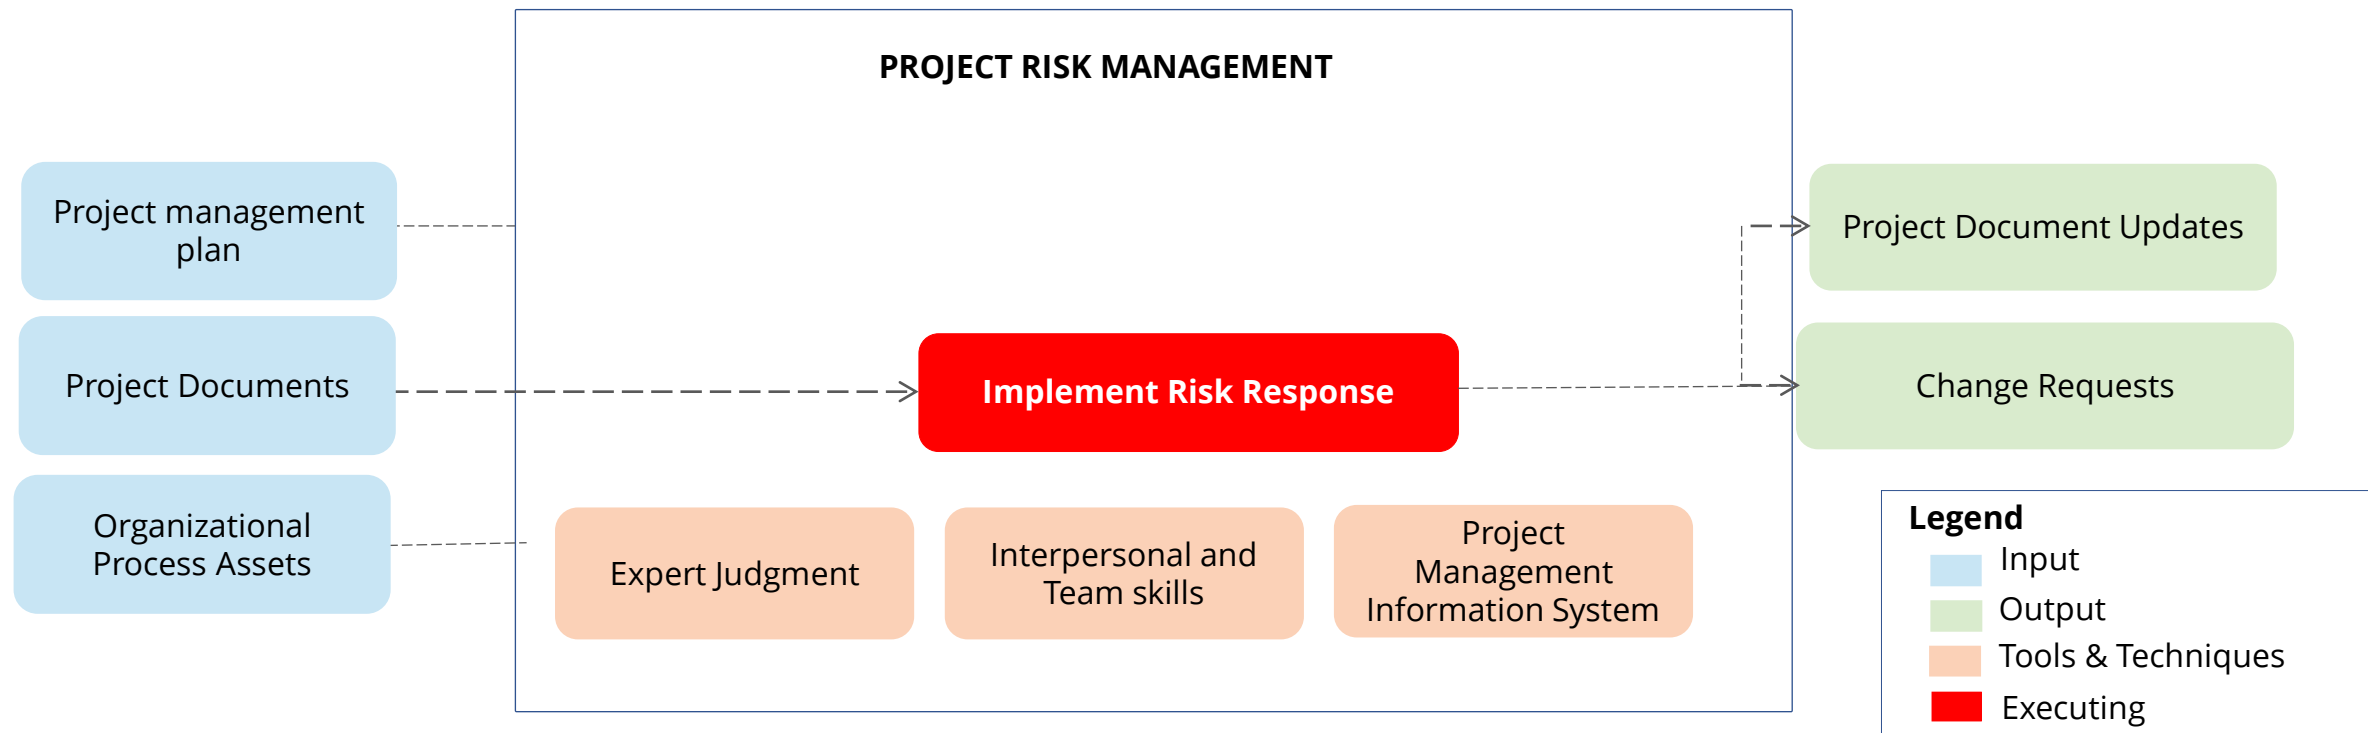 PROJECT RISK MANAGEMENT
Project management
plan
Project Documents
Organizational
Process Assets
Implement Risk Response
Expert Judgment
Interpersonal and
Team skills
Project
Management
Information System
Project Document Updates
Change Requests
Legend
Input
Output
Tools & Techniques
Executing